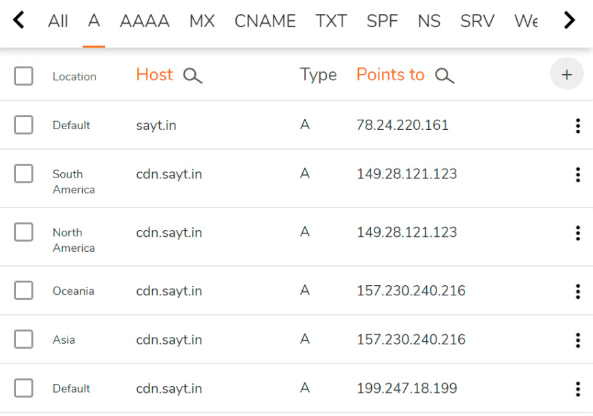 All A AAAA MX CNAME TXT SPF NS SRV
Location Host Type Points to +
Default sayt.in A 78.24.220.161
South America cdn.sayt.in A 149.28.121.123
North America cdn.sayt.in A 149.28.121.123
Oceania cdn.sayt.in A 157.230.240.216
Asia cdn.sayt.in A 157.230.240.216
Default cdn.sayt.in A 199.247.18.199